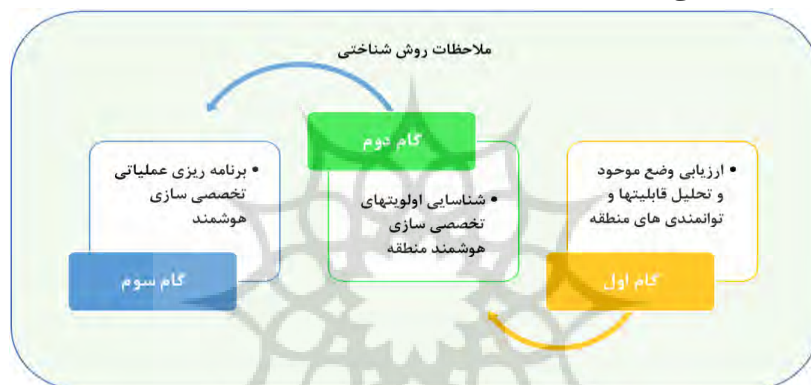 ملاحظات روش شناختی
گام اول
• ارزیابی وضع موجود
و تحلیل قابلیتها و
توانمندی های منطقه
گام دوم
• شناسایی اولویتهای
تخصصی سازی
هوشمند منطقه
گام سوم
• برنامه ریزی عملیاتی
تخصصی سازی
هوشمند